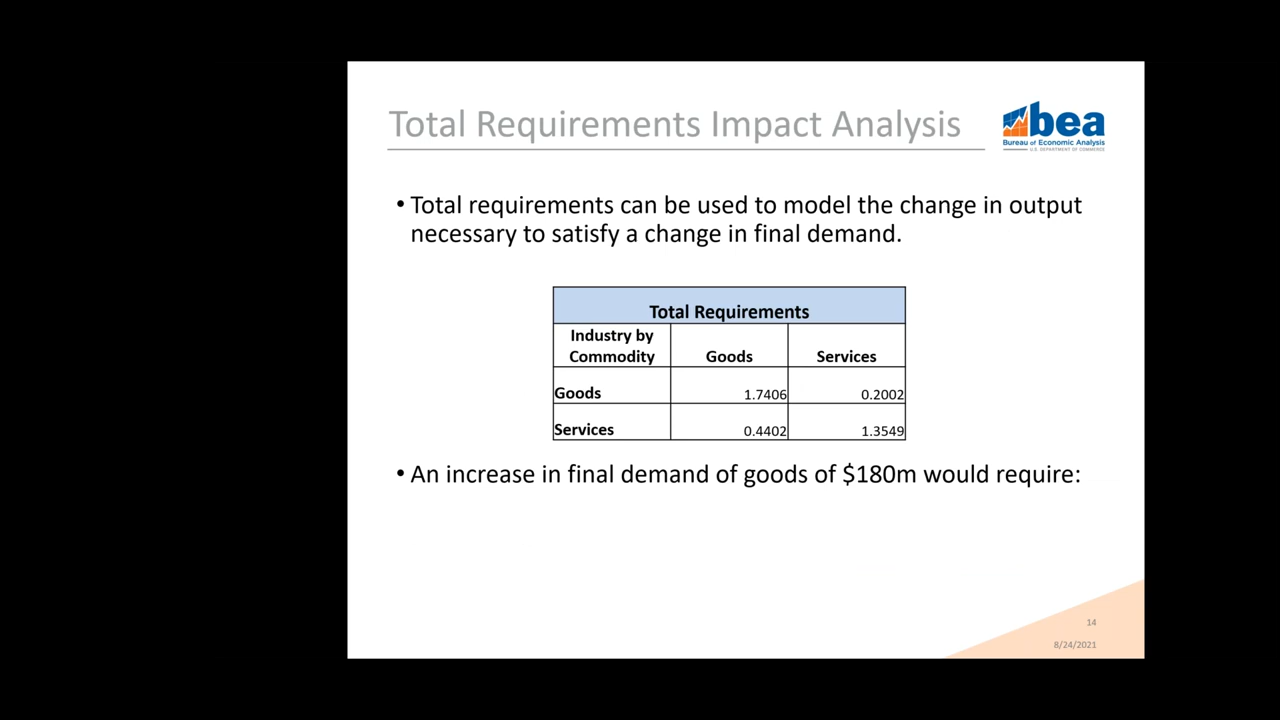 Total Requirements Impact Analysis
bea
Bureau of Economic Analysis
U.S. DEPARTMENT OF COMMERCE
• Total requirements can be used to model the change in output
necessary to satisfy a change in final demand.
Total Requirements
Industry by
Commodity Goods Services
Goods 1.7406 0.2002
Services 0.4402 1.3549
• An increase in final demand of goods of $180m would require:
14
8/24/2021